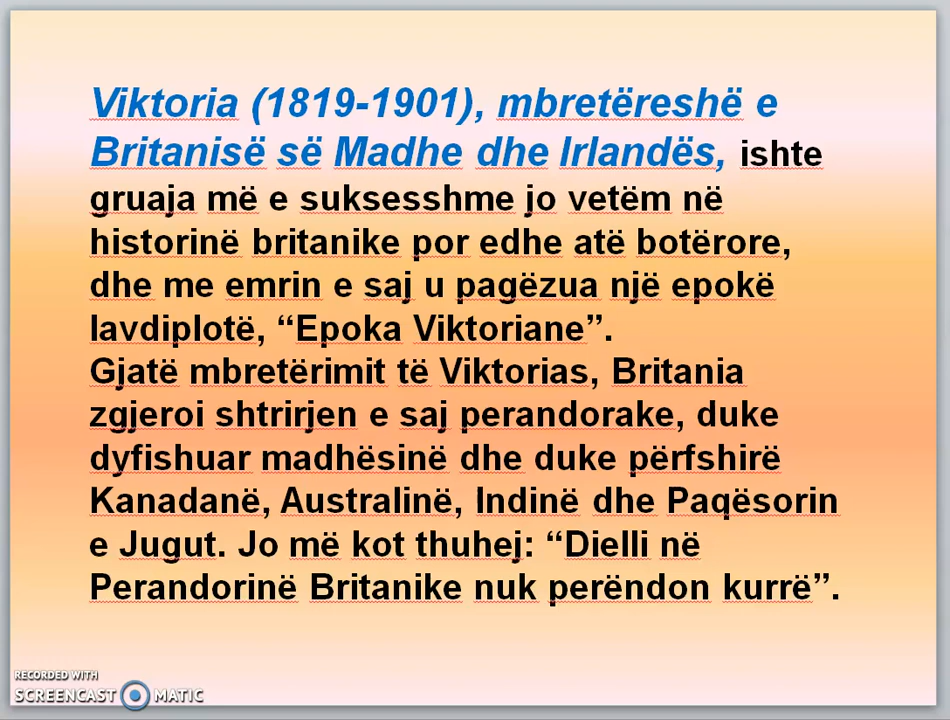 Viktoria (1819-1901), mbretëreshë e
Britanisë së Madhe dhe Irlandës, ishte
gruaja më e suksesshme jo vetëm në
historinë britanike por edhe atë botërore,
dhe me emrin e saj u pagëzua një epokë
lavdiplotë, “Epoka Viktoriane”.
Gjatë mbretërimit të Viktorias, Britania
zgjeroi shtrirjen e saj perandorake, duke
dyfishuar madhësinë dhe duke përfshirë
Kanadanë, Australinë, Indinë dhe Paqësorin
e Jugut. Jo më kot thuhej: “Dielli në
Perandorinë Britanike nuk perëndon kurrë”.
RECORDED WITH
SCREENCAST MATIC